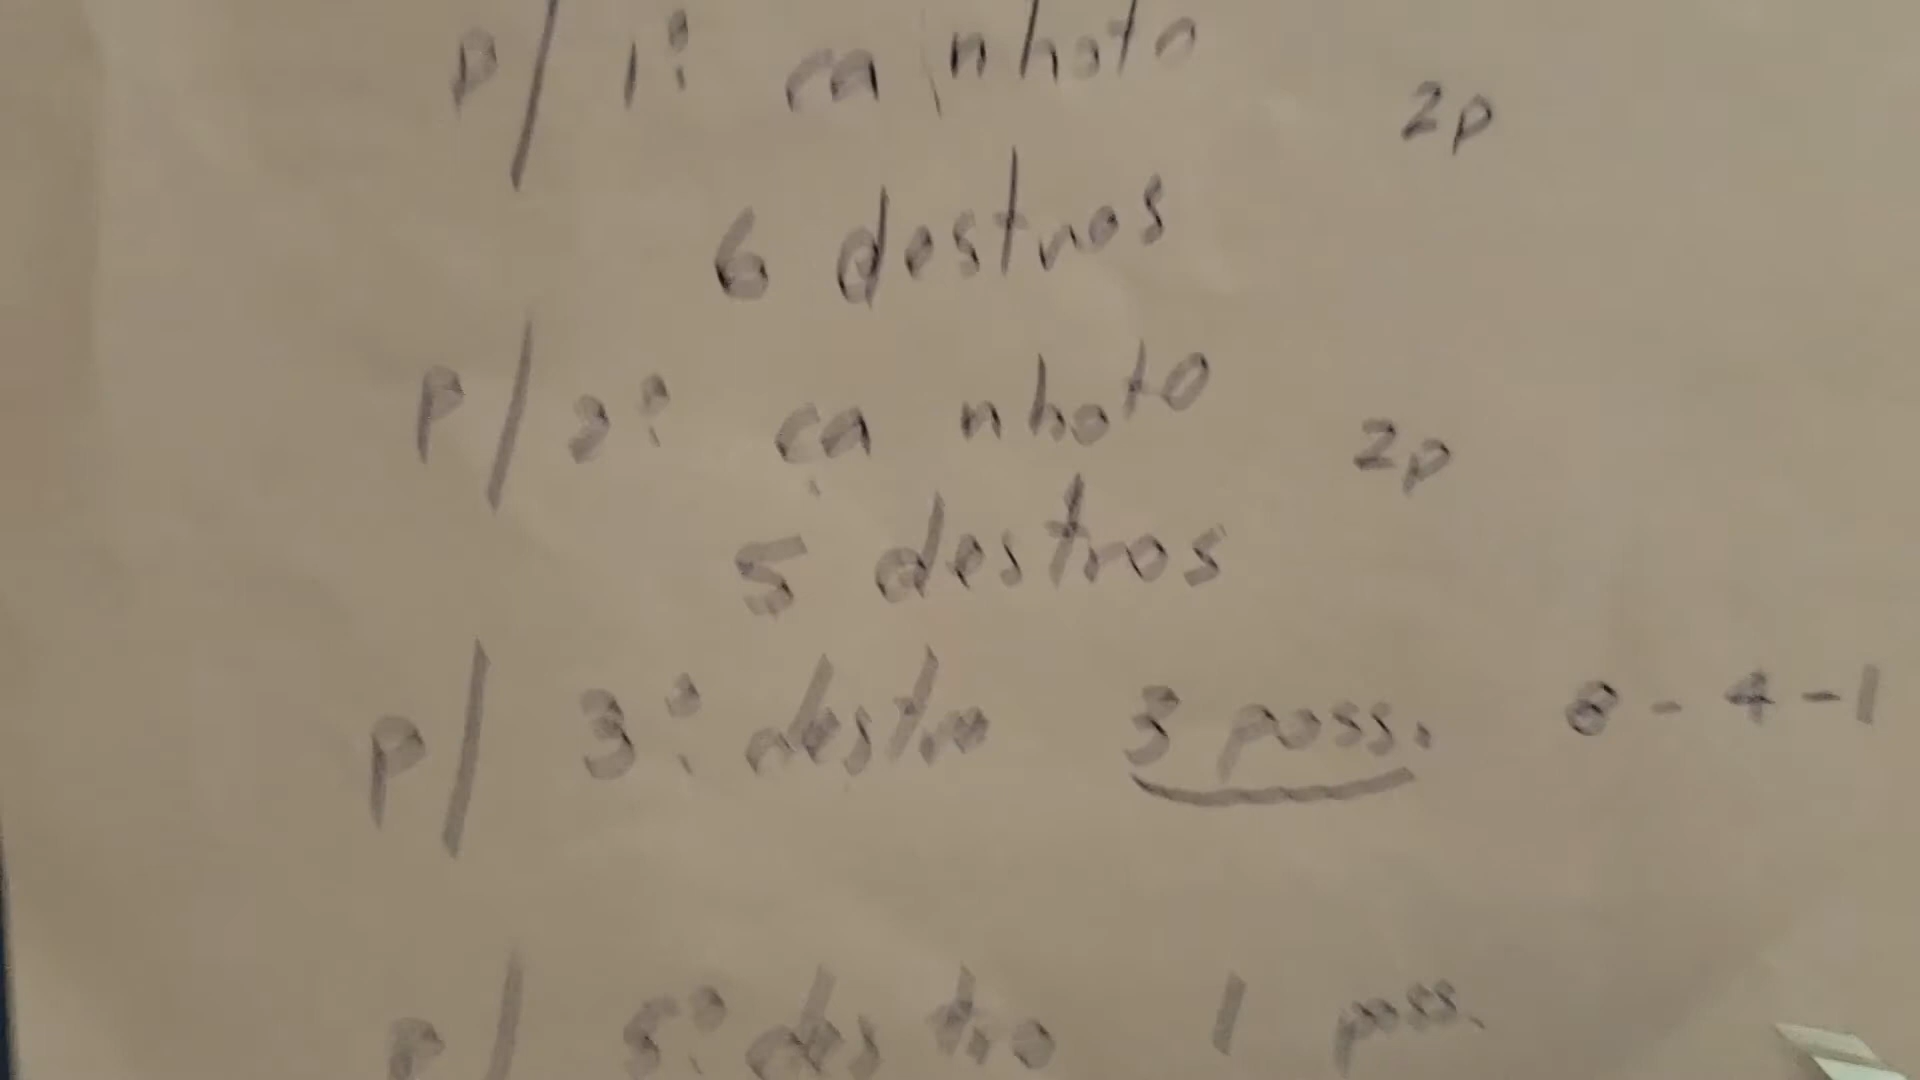 p/ 1º canhoto 2p
6 destros
p/ 2º canhoto 2p
5 destros
p/ 3º destro 3 poss. 8-4-1
p/ 5º destro 1 poss.